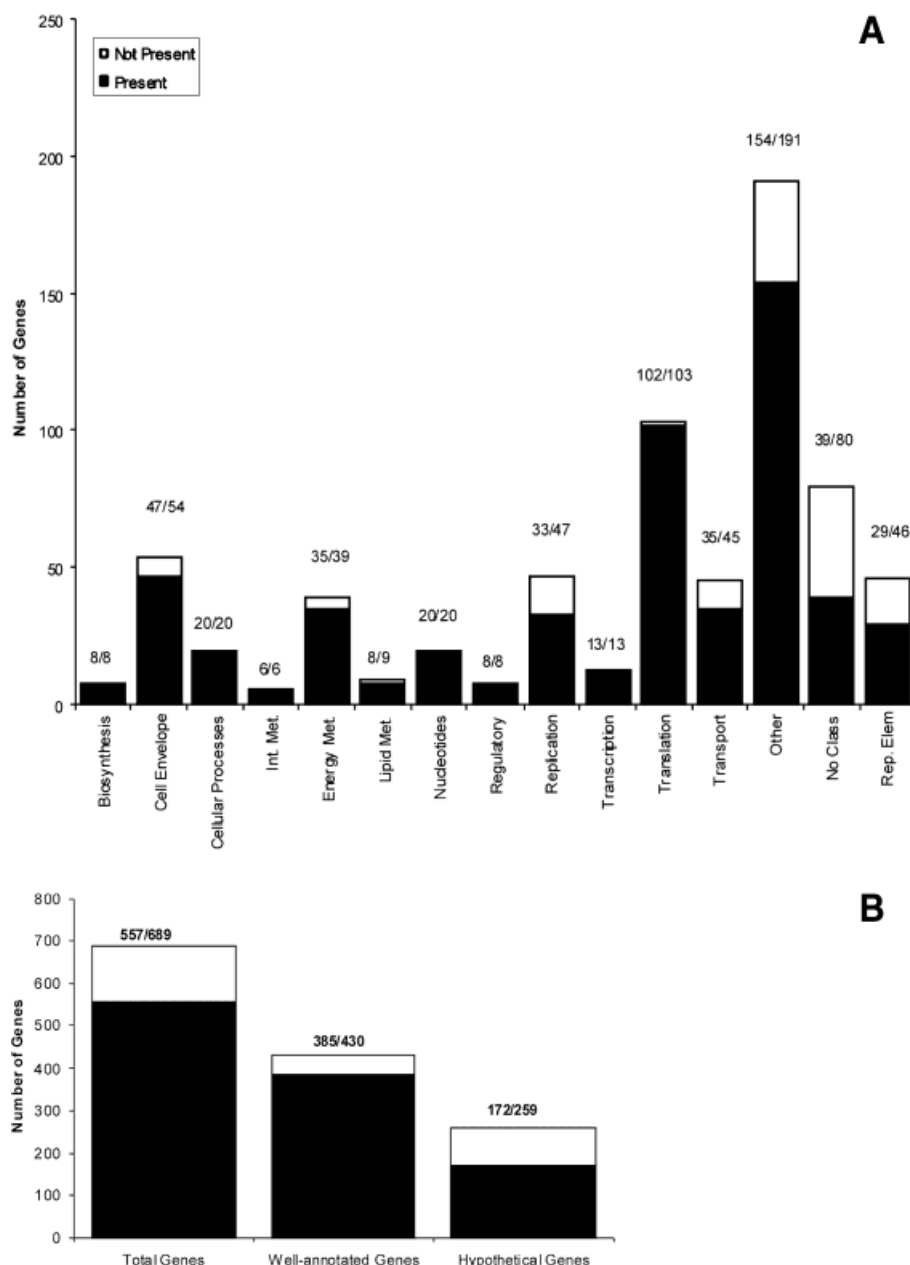 A
250
Not Present
Present
200
150
100
50
0
Number of Genes
8/8
47/54
20/20
6/6
35/39
8/9
20/20
8/8
33/47
13/13
102/103
35/45
154/191
39/80
29/46
Biosynthesis
Cell Envelope
Cellular Processes
Int. Met.
Energy Met.
Lipid Met.
Nucleotides
Regulatory
Replication
Transcription
Translation
Transport
Other
No Class
Rep. Elem
B
800
700
600
500
400
300
200
100
0
Number of Genes
557/689
385/430
172/259
Total Genes
Well-annotated Genes
Hypothetical Genes